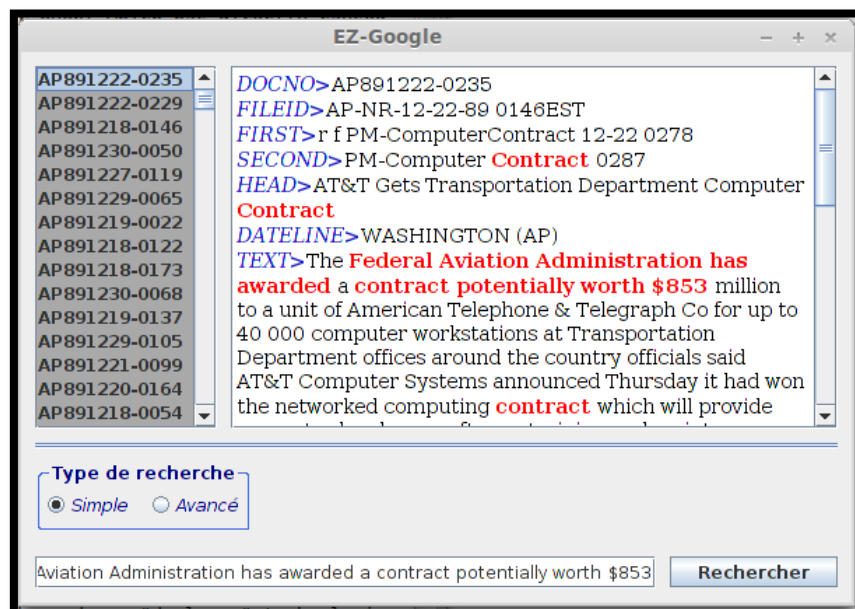 EZ-Google
AP891222-0235
AP891222-0229
AP891218-0146
AP891230-0050
AP891227-0119
AP891229-0065
AP891219-0022
AP891218-0122
AP891218-0173
AP891230-0068
AP891219-0137
AP891229-0105
AP891221-0099
AP891220-0164
AP891218-0054
DOCNO>AP891222-0235
FILEID>AP-NR-12-22-89 0146EST
FIRST>r f PM-ComputerContract 12-22 0278
SECOND>PM-Computer Contract 0287
HEAD>AT&T Gets Transportation Department Computer
Contract
DATELINE>WASHINGTON (AP)
TEXT>The Federal Aviation Administration has
awarded a contract potentially worth $853 million
to a unit of American Telephone & Telegraph Co for up to
40 000 computer workstations at Transportation
Department offices around the country officials said
AT&T Computer Systems announced Thursday it had won
the networked computing contract which will provide
Type de recherche
Simple Avancé
Aviation Administration has awarded a contract potentially worth $853
Rechercher